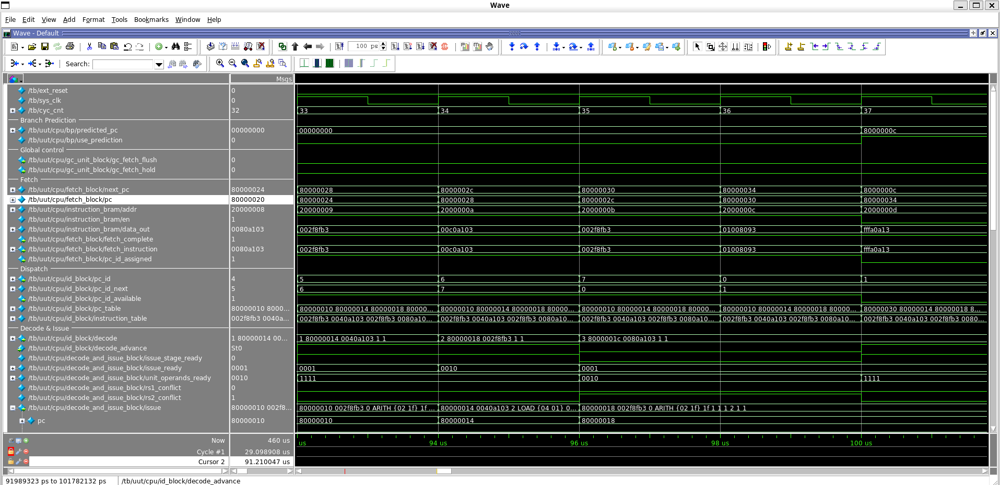 Wave
File Edit View Add Format Tools Bookmarks Window Help
Wave - Default
100 ps
Search:
Msgs
/tb/ext_reset 0
/tb/sys_clk 0
/tb/cyc_cnt 32 33 34 35 36 37
Branch Prediction
/tb/uut/cpu/bp/predicted_pc 00000000 00000000 8000000c
/tb/uut/cpu/bp/use_prediction 0
Global control
/tb/uut/cpu/gc_unit_block/gc_fetch_flush 0
/tb/uut/cpu/gc_unit_block/gc_fetch_hold 0
Fetch
/tb/uut/cpu/fetch_block/next_pc 80000024 80000028 8000002c 80000030 80000034 8000000c
/tb/uut/cpu/fetch_block/pc 80000020 80000024 80000028 8000002c 80000030 80000034
/tb/uut/cpu/instruction_bram/addr 20000008 20000009 2000000a 2000000b 2000000c 2000000d
/tb/uut/cpu/instruction_bram/en 1
/tb/uut/cpu/instruction_bram/data_out 0080a103 002f8fb3 00c0a103 002f8fb3 01008093 fffa0a13
/tb/uut/cpu/fetch_block/fetch_complete 1
/tb/uut/cpu/fetch_block/fetch_instruction 0080a103 002f8fb3 00c0a103 002f8fb3 01008093 fffa0a13
/tb/uut/cpu/fetch_block/pc_id_assigned 1
Dispatch
/tb/uut/cpu/id_block/pc_id 4 5 6 7 0 1
/tb/uut/cpu/id_block/pc_id_next 5 6 7 0 1
/tb/uut/cpu/id_block/pc_id_available 1
/tb/uut/cpu/id_block/pc_table 80000010 8000... 80000010 80000014 80000018 80000... 80000010 80000014 80000018 80000... 80000010 80000014 80000018 80000... 80000010 80000014 80000018 80000... 80000030 80000014 80000018 8...
/tb/uut/cpu/id_block/instruction_table 002f8fb3 0040a... 002f8fb3 0040a103 002f8fb3 0080a10... 002f8fb3 0040a103 002f8fb3 0080a10... 002f8fb3 0040a103 002f8fb3 0080a10... 002f8fb3 0040a103 002f8fb3 0080a10... 002f8fb3 0040a103 002f8fb3 0080...
Decode & Issue
/tb/uut/cpu/id_block/decode 1 80000014 00... 1 80000014 0040a103 1 1 2 80000018 002f8fb3 1 1 3 8000001c 0080a103 1 1
/tb/uut/cpu/id_block/decode_advance St0
/tb/uut/cpu/decode_and_issue_block/issue_stage_ready 0
/tb/uut/cpu/decode_and_issue_block/issue_ready 0001 0001 0010 0001
/tb/uut/cpu/decode_and_issue_block/unit_operands_ready 0010 1111 0010 1111
/tb/uut/cpu/decode_and_issue_block/rs1_conflict 0
/tb/uut/cpu/decode_and_issue_block/rs2_conflict 1
/tb/uut/cpu/decode_and_issue_block/issue 80000010 002f8... 80000010 002f8fb3 0 ARITH {02 1f} 1f ... 80000014 0040a103 2 LOAD {04 01} 0... 80000018 002f8fb3 0 ARITH {02 1f} 1f 1 1 1 2 1 1
pc 80000010 80000010 80000014 80000018
Now 460 us us 94 us 96 us 98 us 100 us
Cycle #1 29.098908 us
Cursor 2 91.210047 us
91989323 ps to 101782132 ps /tb/uut/cpu/id_block/decode_advance